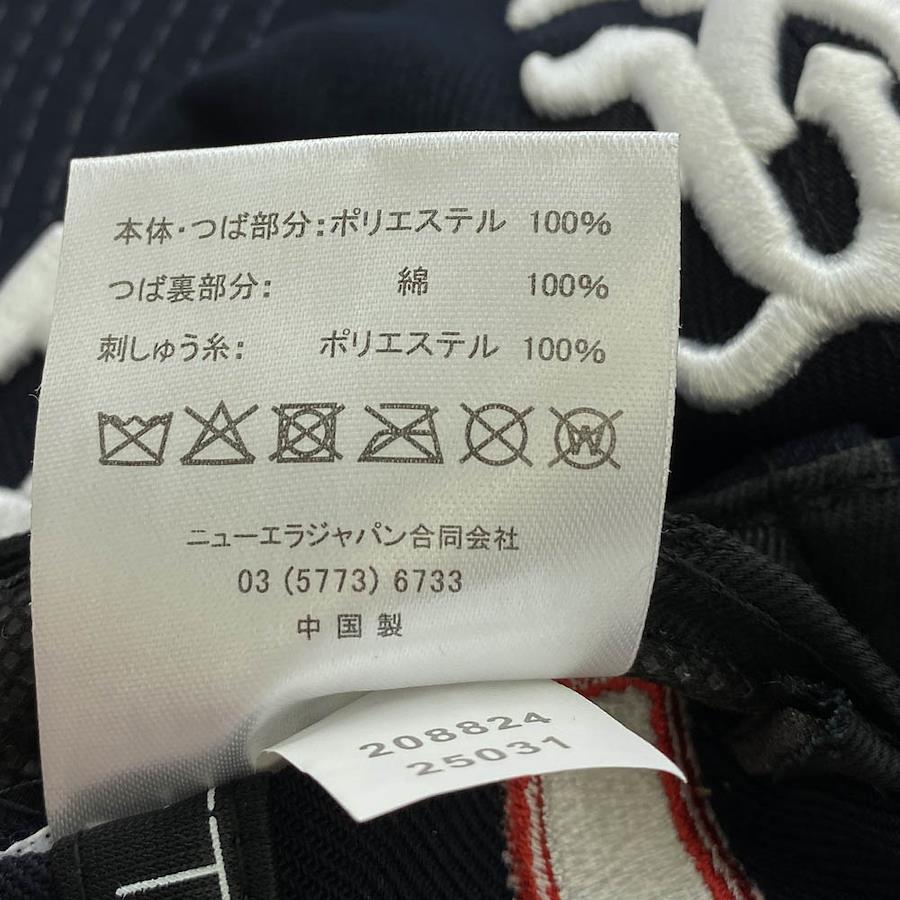 本体・つば部分:ポリエステル 100%
つば裏部分: 綿 100%
刺しゅう糸: ポリエステル 100%
W
ニューエラジャパン合同会社
03 (5773) 6733
中国製
208824
25031